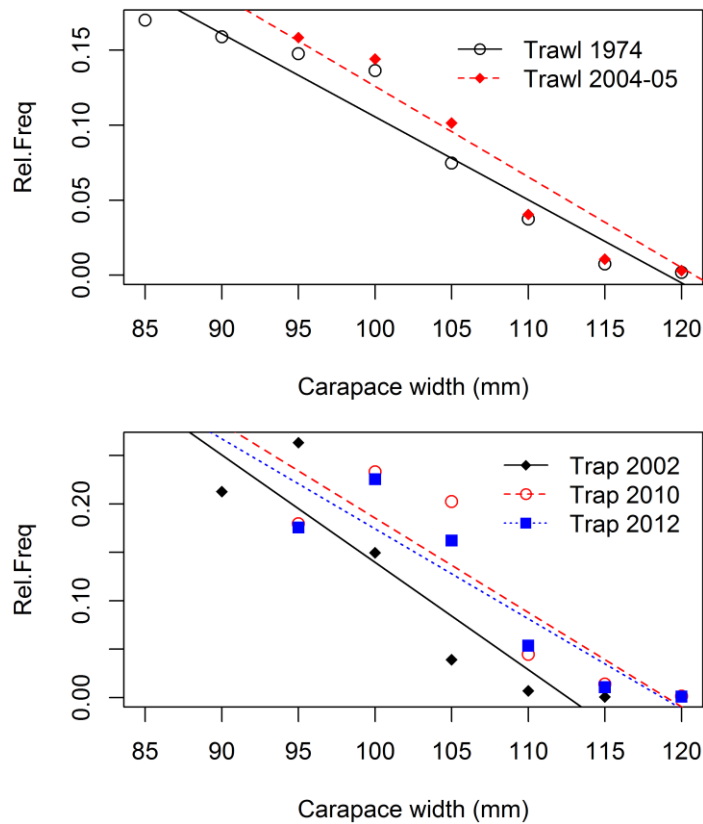 Rel.Freq
0.15
0.10
0.05
0.00
Trawl 1974
Trawl 2004-05
85 90 95 100 105 110 115 120
Carapace width (mm)
Rel.Freq
0.20
0.10
0.00
Trap 2002
Trap 2010
Trap 2012
85 90 95 100 105 110 115 120
Carapace width (mm)